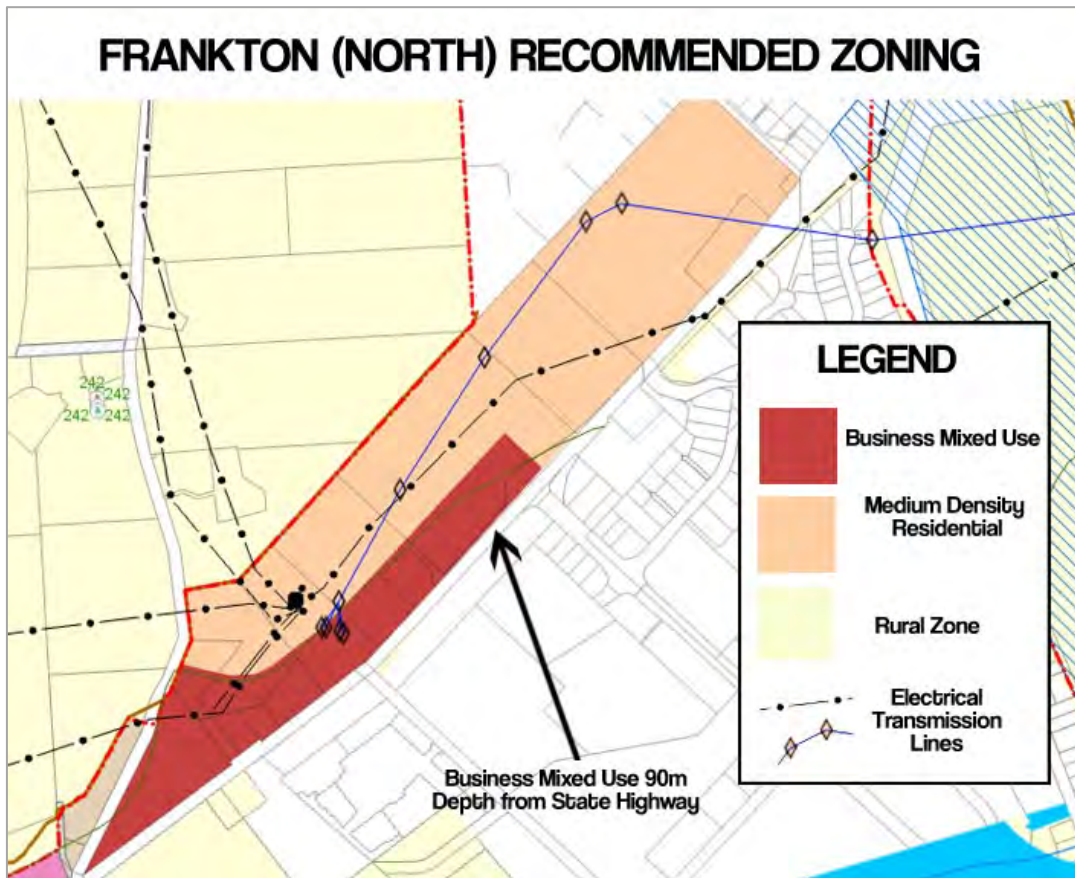 FRANKTON (NORTH) RECOMMENDED ZONING
242
242
242
242
LEGEND
Business Mixed Use
Medium Density
Residential
Rural Zone
Electrical
Transmission
Lines
Business Mixed Use 90m
Depth from State Highway